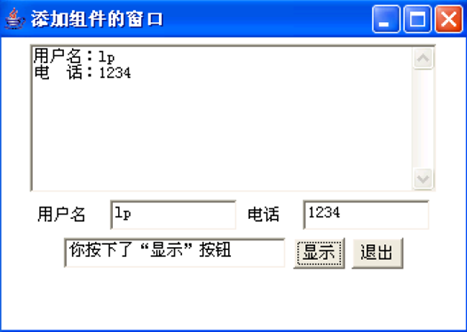 添加组件的窗口
用户名：lp
电　话：1234
用户名 lp 电话 1234
你按下了“显示”按钮 显示 退出